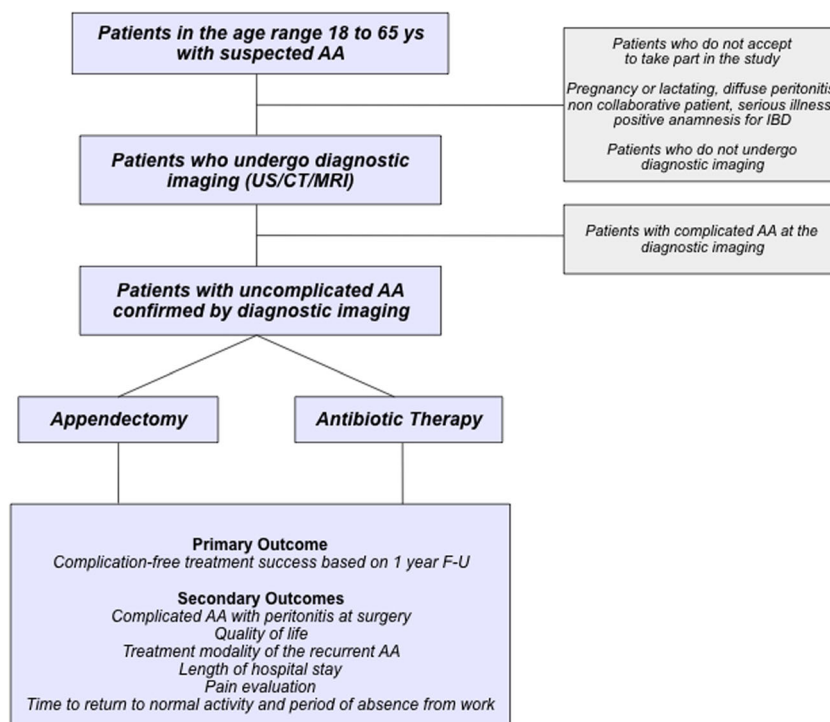 Patients in the age range 18 to 65 ys
with suspected AA
Patients who do not accept
to take part in the study
Pregnancy or lactating, diffuse peritonitis
non collaborative patient, serious illness
positive anamnesis for IBD
Patients who do not undergo
diagnostic imaging
Patients who undergo diagnostic
imaging (US/CT/MRI)
Patients with complicated AA at the
diagnostic imaging
Patients with uncomplicated AA
confirmed by diagnostic imaging
Appendectomy
Antibiotic Therapy
Primary Outcome
Complication-free treatment success based on 1 year F-U
Secondary Outcomes
Complicated AA with peritonitis at surgery
Quality of life
Treatment modality of the recurrent AA
Length of hospital stay
Pain evaluation
Time to return to normal activity and period of absence from work